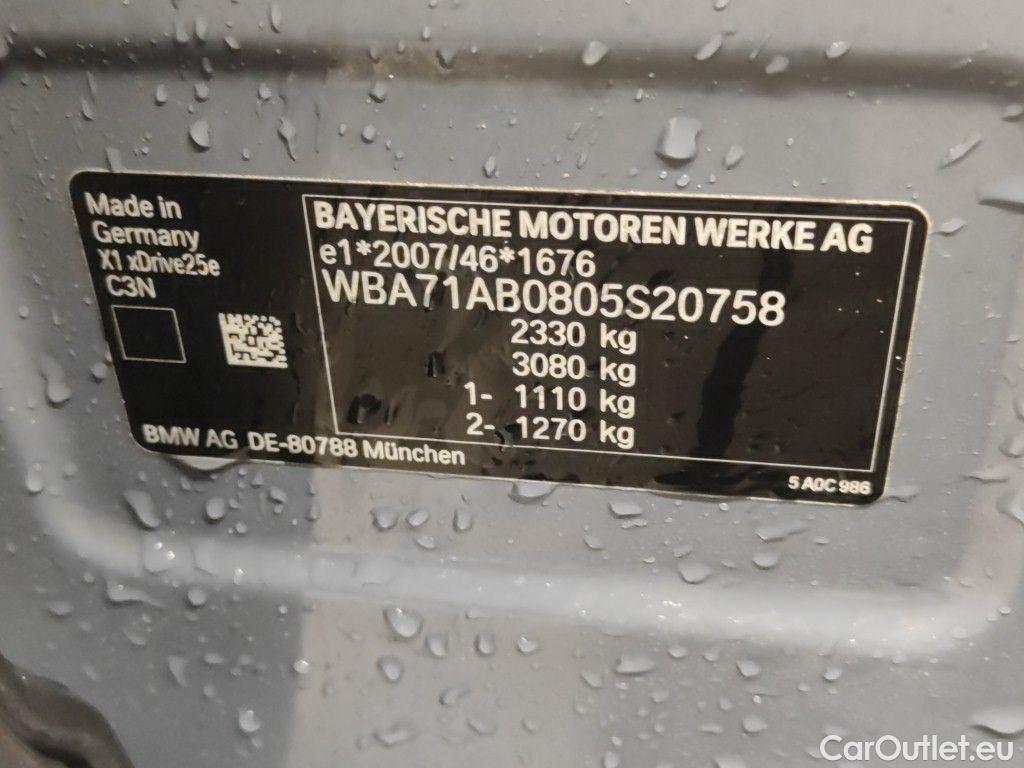 Made in
Germany
X1 xDrive25e
C3N
BAYERISCHE MOTOREN WERKE AG
e1*2007/46*1676
WBA71AB0805S20758
2330 kg
3080 kg
1- 1110 kg
2- 1270 kg
BMW AG DE-80788 München
5 A0C 986
CarOutlet.eu